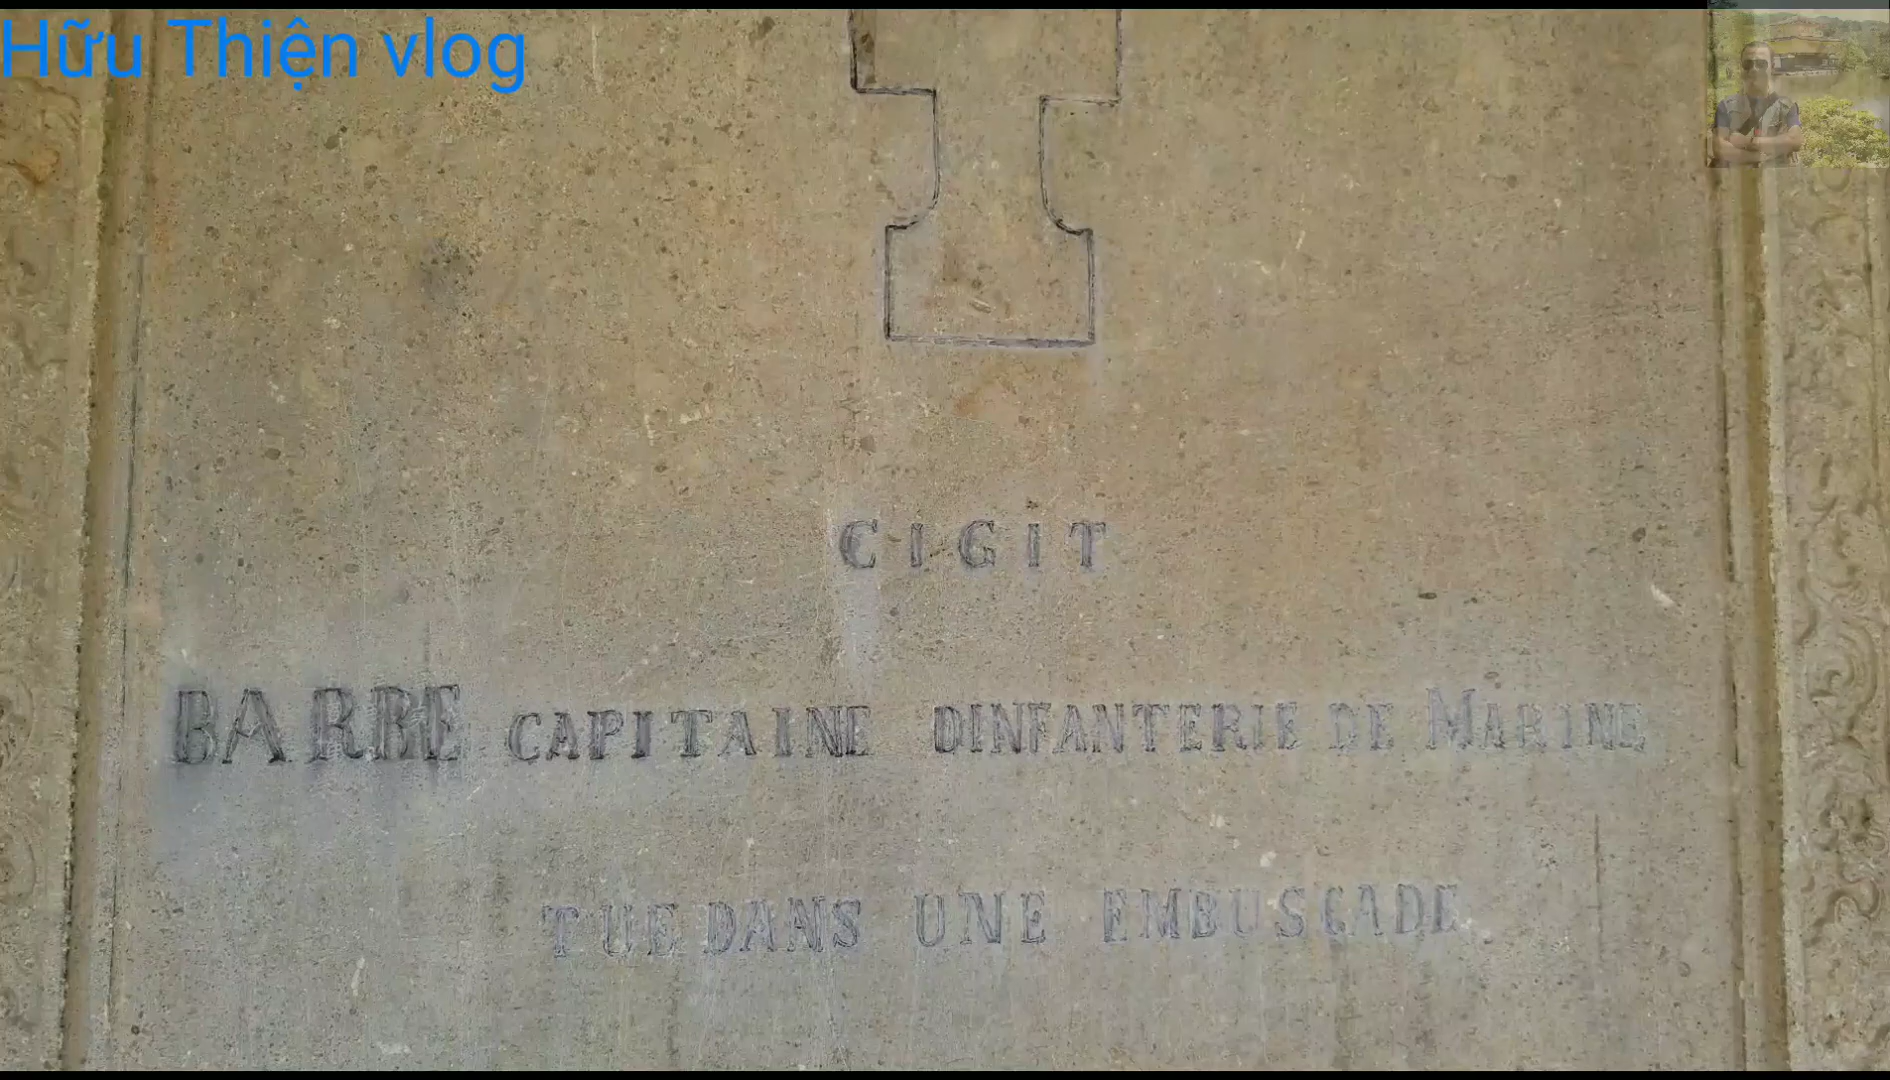 Hữu Thiện vlog
CIGIT
BARBE CAPITAINE DINFANTERIE DE MARINE
TUE DANS UNE EMBUSCADE